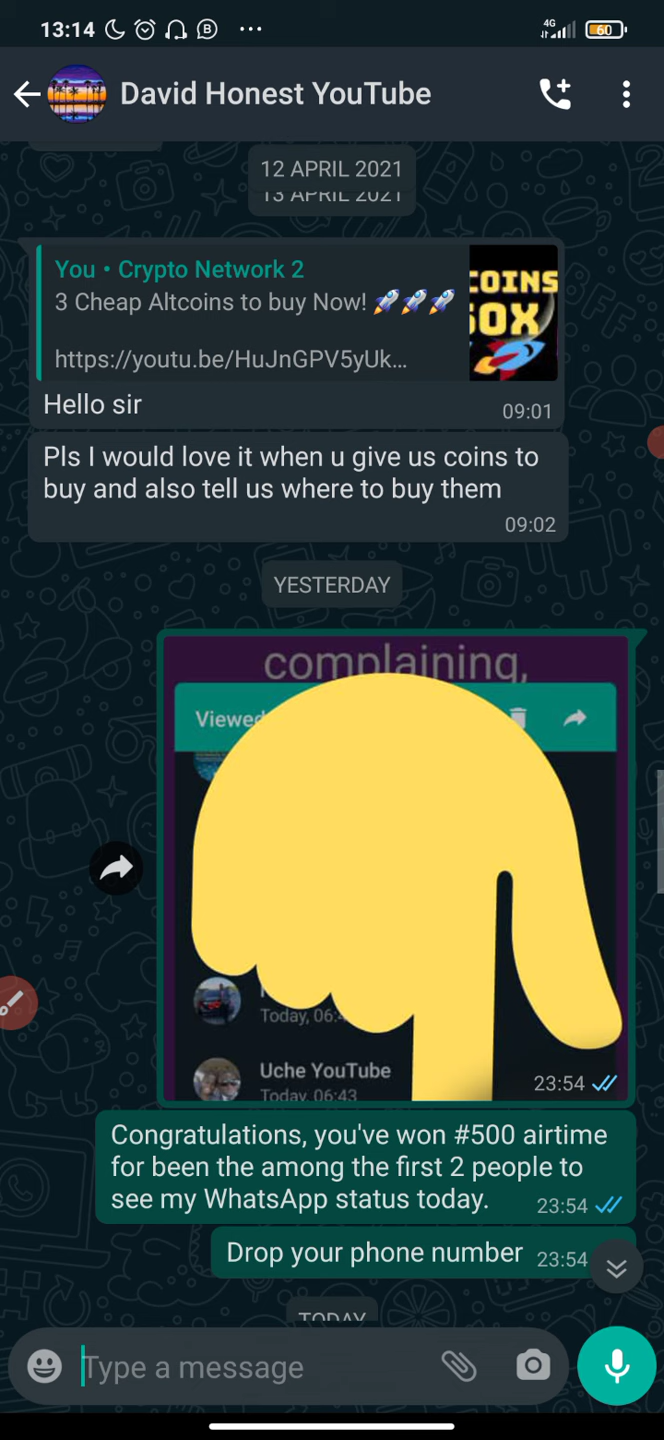 13:14
4G
60
David Honest YouTube
12 APRIL 2021
13 APRIL 2021
You • Crypto Network 2
3 Cheap Altcoins to buy Now! 🚀🚀🚀
https://youtu.be/HuJnGPV5yUk...
COINS
50X
Hello sir
09:01
Pls I would love it when u give us coins to
buy and also tell us where to buy them
09:02
YESTERDAY
complaining,
Viewed
Today, 06:4
Uche YouTube
Today, 06:43
23:54
Congratulations, you've won #500 airtime
for been the among the first 2 people to
see my WhatsApp status today.
23:54
Drop your phone number
23:54
TODAY
Type a message